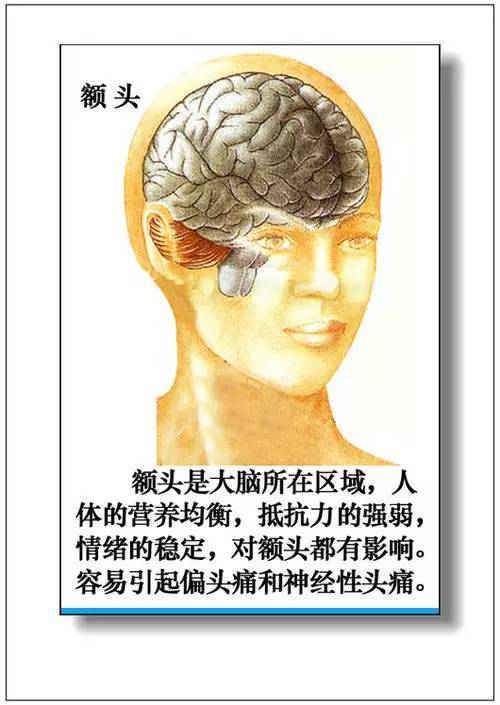 额头
额头是大脑所在区域，人
体的营养均衡，抵抗力的强弱，
情绪的稳定，对额头都有影响。
容易引起偏头痛和神经性头痛。